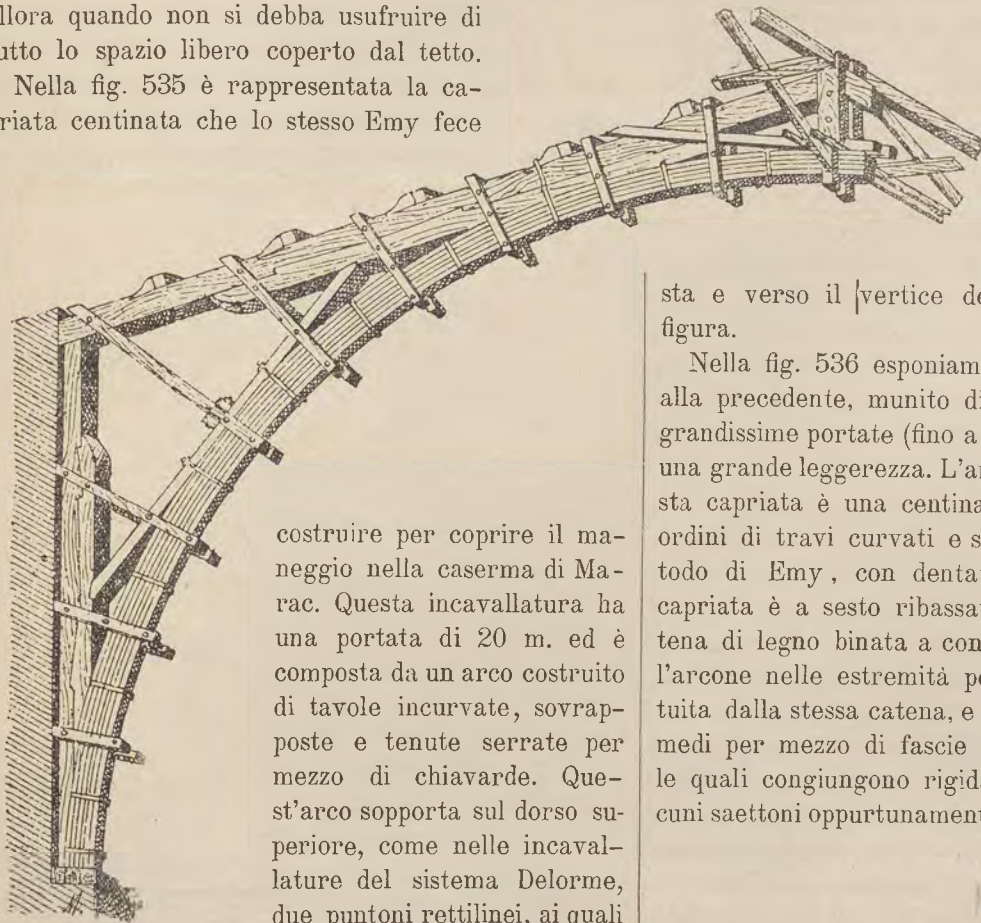 llora quando non si debba usufruire di
utto lo spazio libero coperto dal tetto.
Nella fig. 535 è rappresentata la ca-
riata centinata che lo stesso Emy fece
costruire per coprire il ma-
neggio nella caserma di Ma-
rac. Questa incavallatura ha
una portata di 20 m. ed è
composta da un arco costruito
di tavole incurvate, sovrap-
poste e tenute serrate per
mezzo di chiavarde. Que-
st'arco sopporta sul dorso su-
periore, come nelle incaval-
lature del sistema Delorme,
due puntoni rettilinei, ai quali
sta e verso il vertice de
figura.
Nella fig. 536 esponiam
alla precedente, munito di
grandissime portate (fino a
una grande leggerezza. L'a
sta capriata è una centina
ordini di travi curvati e s
todo di Emy, con denta
capriata è a sesto ribassa
tena di legno binata a con
l'arcone nelle estremità p
tuita dalla stessa catena, e
medi per mezzo di fascie
le quali congiungono rigid
cuni saettoni oppurtunament